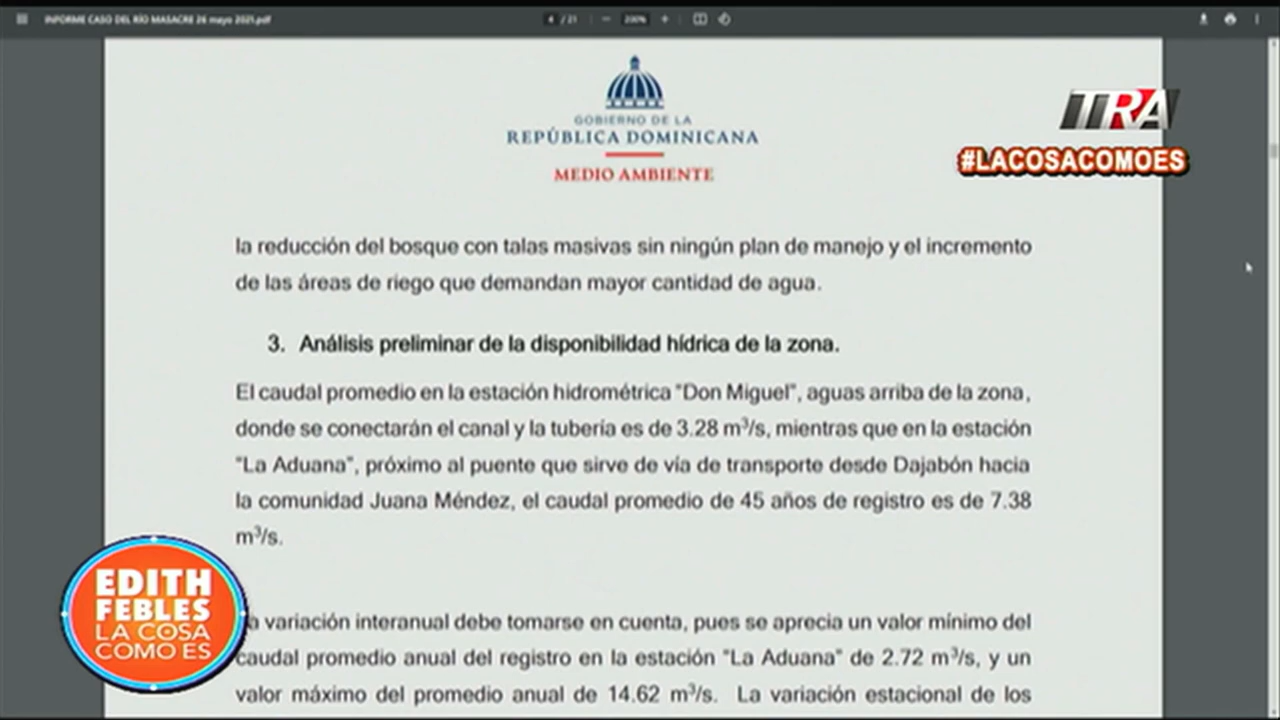 INFORME CASO DEL RÍO MASACRE 26 mayo 2021.pdf
4 / 21
200%
GOBIERNO DE LA
REPÚBLICA DOMINICANA
MEDIO AMBIENTE
TRA
#LACOSACOMOES
la reducción del bosque con talas masivas sin ningún plan de manejo y el incremento
de las áreas de riego que demandan mayor cantidad de agua.
3. Análisis preliminar de la disponibilidad hídrica de la zona.
El caudal promedio en la estación hidrométrica "Don Miguel", aguas arriba de la zona,
donde se conectarán el canal y la tubería es de 3.28 m³/s, mientras que en la estación
"La Aduana", próximo al puente que sirve de vía de transporte desde Dajabón hacia
la comunidad Juana Méndez, el caudal promedio de 45 años de registro es de 7.38
m³/s.
variación interanual debe tomarse en cuenta, pues se aprecia un valor mínimo del
caudal promedio anual del registro en la estación "La Aduana" de 2.72 m³/s, y un
valor máximo del promedio anual de 14.62 m³/s. La variación estacional de los
EDITH
FEBLES
LA COSA
COMO ES